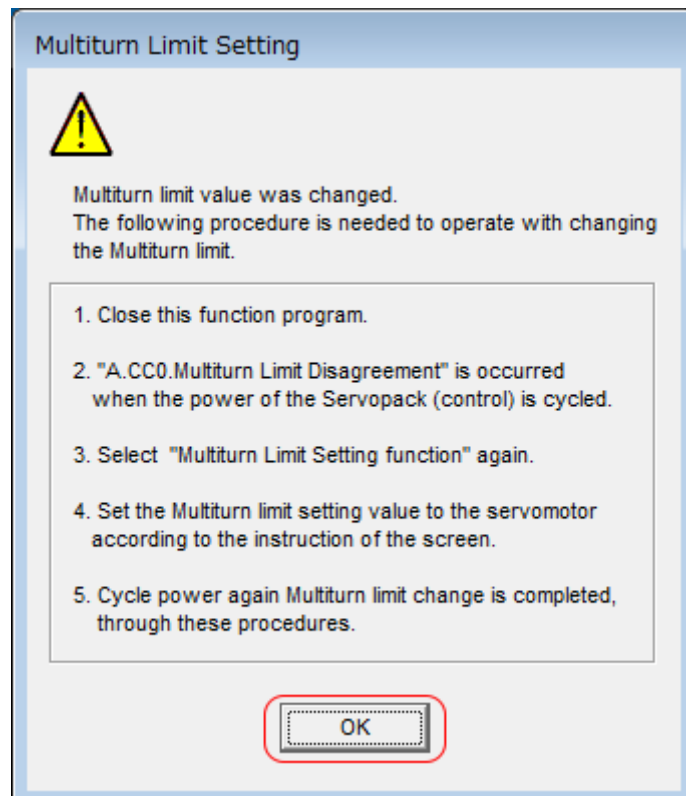 Multiturn Limit Setting
Multiturn limit value was changed.
The following procedure is needed to operate with changing
the Multiturn limit.
1. Close this function program.
2. "A.CC0.Multiturn Limit Disagreement" is occurred
when the power of the Servopack (control) is cycled.
3. Select "Multiturn Limit Setting function" again.
4. Set the Multiturn limit setting value to the servomotor
according to the instruction of the screen.
5. Cycle power again Multiturn limit change is completed,
through these procedures.
OK